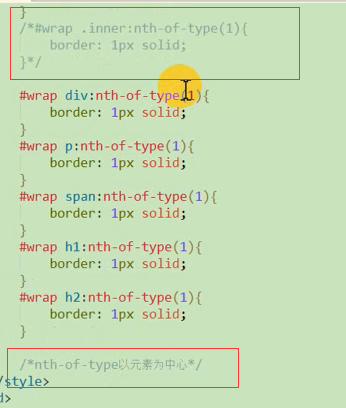 }
/*#wrap .inner:nth-of-type(1){
border: 1px solid;
}*/
#wrap div:nth-of-type(1){
border: 1px solid;
}
#wrap p:nth-of-type(1){
border: 1px solid;
}
#wrap span:nth-of-type(1){
border: 1px solid;
}
#wrap h1:nth-of-type(1){
border: 1px solid;
}
#wrap h2:nth-of-type(1){
border: 1px solid;
}
/*nth-of-type以元素为中心*/
/style>
d>